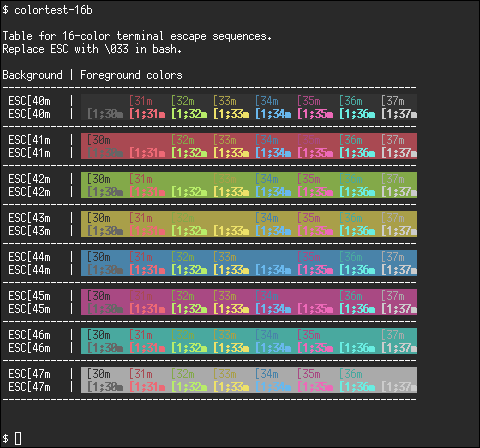 $ colortest-16b
Table for 16-color terminal escape sequences.
Replace ESC with \033 in bash.
Background | Foreground colors
---------------------------------------------------------------------
ESC[40m | [31m [32m [33m [34m [35m [36m [37m
ESC[40m | [1;30m [1;31m [1;32m [1;33m [1;34m [1;35m [1;36m [1;37m
---------------------------------------------------------------------
ESC[41m | [30m [32m [33m [34m [35m [36m [37m
ESC[41m | [1;30m [1;31m [1;32m [1;33m [1;34m [1;35m [1;36m [1;37m
---------------------------------------------------------------------
ESC[42m | [30m [31m [33m [34m [35m [36m [37m
ESC[42m | [1;30m [1;31m [1;32m [1;33m [1;34m [1;35m [1;36m [1;37m
---------------------------------------------------------------------
ESC[43m | [30m [31m [34m [35m [36m [37m
ESC[43m | [1;30m [1;31m [1;32m [1;33m [1;34m [1;35m [1;36m [1;37m
---------------------------------------------------------------------
ESC[44m | [30m [31m [32m [33m [35m [36m [37m
ESC[44m | [1;30m [1;31m [1;32m [1;33m [1;34m [1;35m [1;36m [1;37m
---------------------------------------------------------------------
ESC[45m | [30m [31m [32m [33m [34m [36m [37m
ESC[45m | [1;30m [1;31m [1;32m [1;33m [1;34m [1;35m [1;36m [1;37m
---------------------------------------------------------------------
ESC[46m | [30m [31m [32m [33m [34m [35m [37m
ESC[46m | [1;30m [1;31m [1;32m [1;33m [1;34m [1;35m [1;36m [1;37m
---------------------------------------------------------------------
ESC[47m | [30m [31m [32m [33m [34m [35m [36m
ESC[47m | [1;30m [1;31m [1;32m [1;33m [1;34m [1;35m [1;36m [1;37m
---------------------------------------------------------------------
$